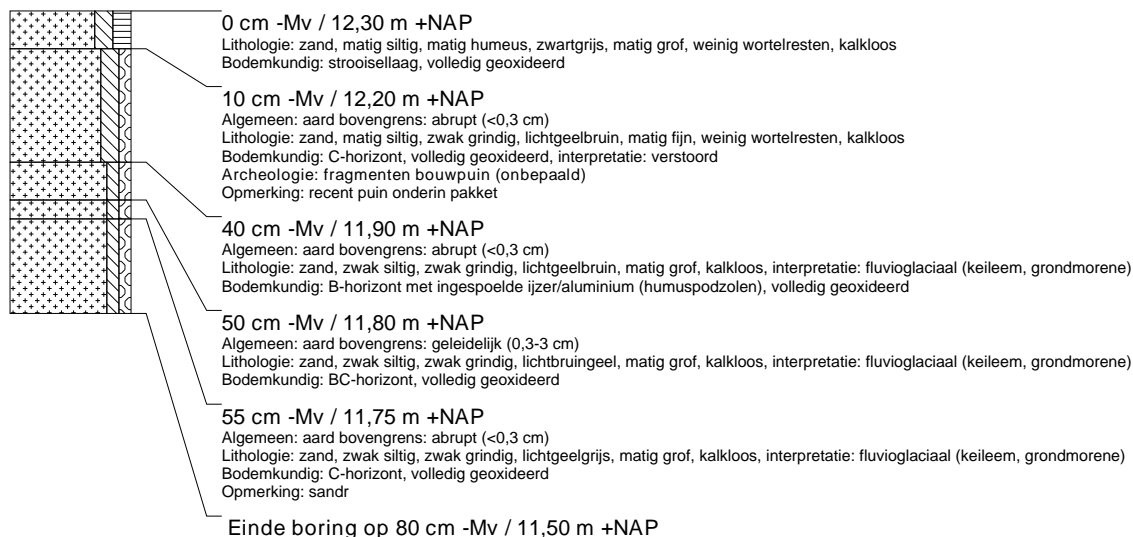 0 cm -Mv / 12,30 m +NAP
Lithologie: zand, matig siltig, matig humeus, zwartgrijs, matig grof, weinig wortelresten, kalkloos
Bodemkundig: strooisellaag, volledig geoxideerd
10 cm -Mv / 12,20 m +NAP
Algemeen: aard bovengrens: abrupt (<0,3 cm)
Lithologie: zand, matig siltig, zwak grindig, lichtgeelbruin, matig fijn, weinig wortelresten, kalkloos
Bodemkundig: C-horizont, volledig geoxideerd, interpretatie: verstoord
Archeologie: fragmenten bouwpuin (onbepaald)
Opmerking: recent puin onderin pakket
40 cm -Mv / 11,90 m +NAP
Algemeen: aard bovengrens: abrupt (<0,3 cm)
Lithologie: zand, zwak siltig, zwak grindig, lichtgeelbruin, matig grof, kalkloos, interpretatie: fluvioglaciaal (keileem, grondmorene)
Bodemkundig: B-horizont met ingespoelde ijzer/aluminium (humuspodzolen), volledig geoxideerd
50 cm -Mv / 11,80 m +NAP
Algemeen: aard bovengrens: geleidelijk (0,3-3 cm)
Lithologie: zand, zwak siltig, zwak grindig, lichtbruingeel, matig grof, kalkloos, interpretatie: fluvioglaciaal (keileem, grondmorene)
Bodemkundig: BC-horizont, volledig geoxideerd
55 cm -Mv / 11,75 m +NAP
Algemeen: aard bovengrens: abrupt (<0,3 cm)
Lithologie: zand, zwak siltig, zwak grindig, lichtgeelgrijs, matig grof, kalkloos, interpretatie: fluvioglaciaal (keileem, grondmorene)
Bodemkundig: C-horizont, volledig geoxideerd
Opmerking: sandr
Einde boring op 80 cm -Mv / 11,50 m +NAP